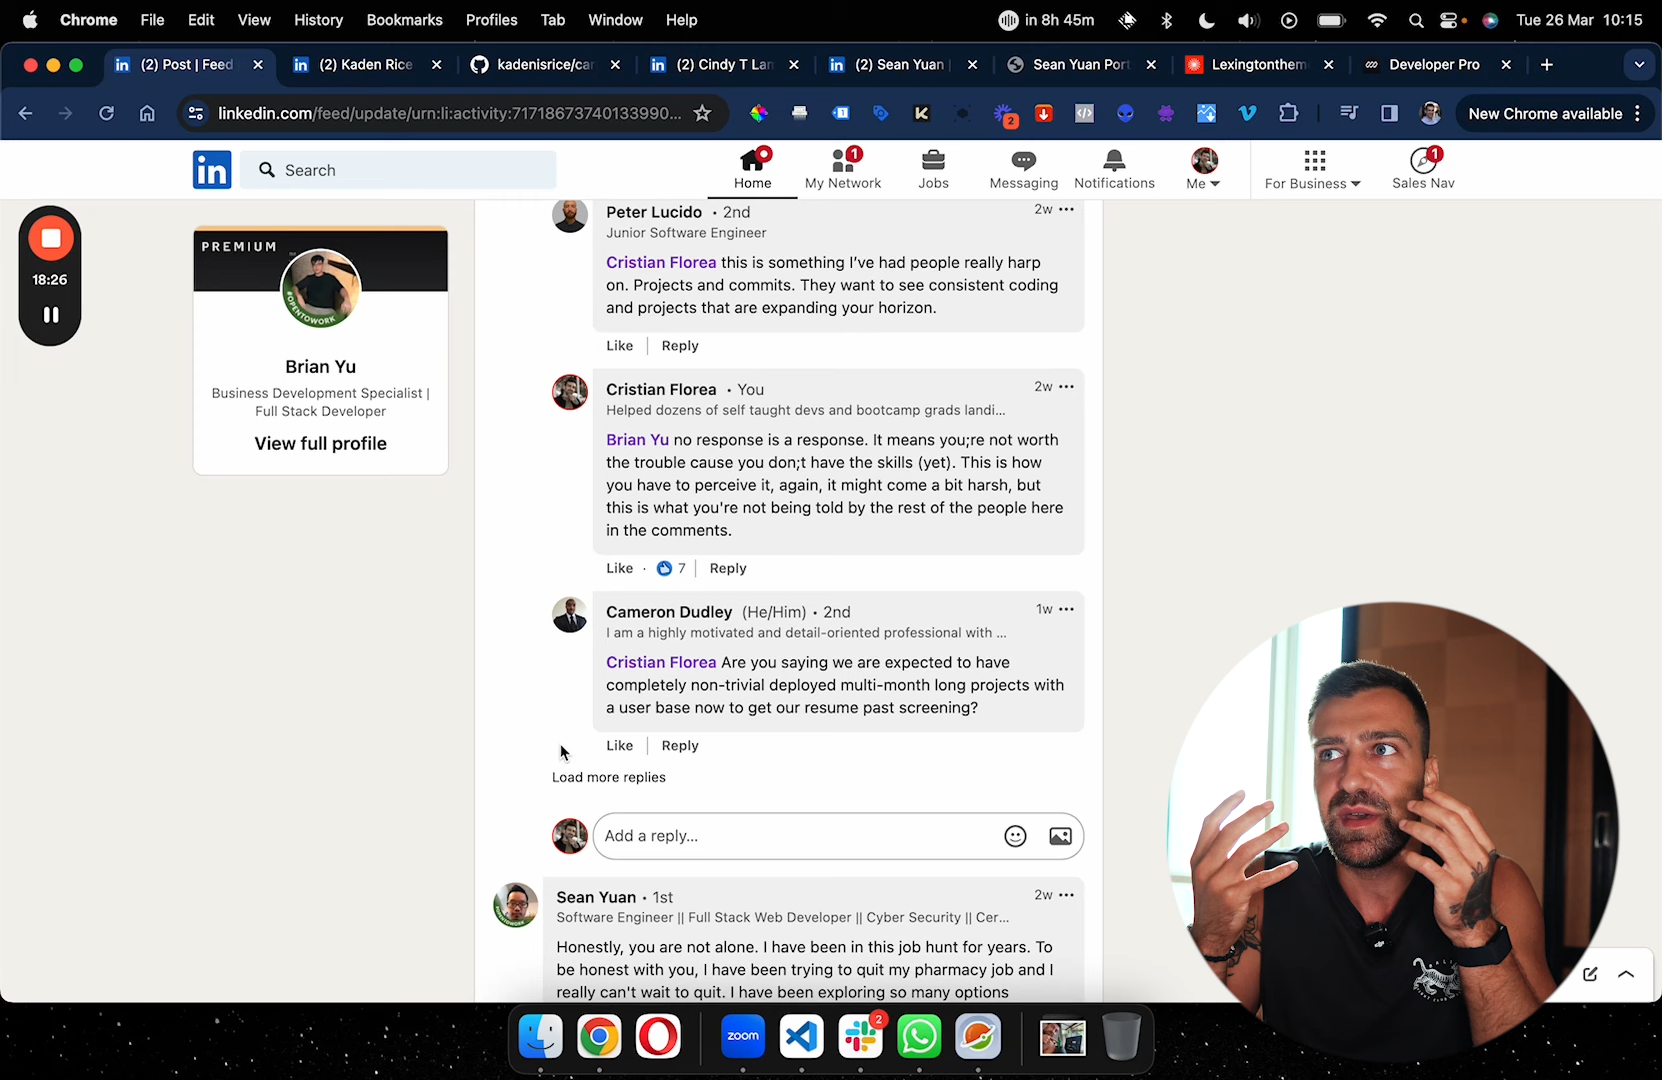 Chrome File Edit View History Bookmarks Profiles Tab Window Help in 8h 45m Tue 26 Mar 10:15
(2) Post | Feed (2) Kaden Rice kadenisrice/car (2) Cindy T Lar (2) Sean Yuan | Sean Yuan Port Lexingtonthem Developer Pro
linkedin.com/feed/update/urn:li:activity:71718673740133990... 2 New Chrome available
in Search Home 1 My Network Jobs Messaging Notifications Me For Business 1 Sales Nav
18:26
PREMIUM
#OPENTOWORK
Brian Yu
Business Development Specialist |
Full Stack Developer
View full profile
Peter Lucido • 2nd 2w
Junior Software Engineer
Cristian Florea this is something I've had people really harp
on. Projects and commits. They want to see consistent coding
and projects that are expanding your horizon.
Like Reply
Cristian Florea • You 2w
Helped dozens of self taught devs and bootcamp grads landi...
Brian Yu no response is a response. It means you;re not worth
the trouble cause you don;t have the skills (yet). This is how
you have to perceive it, again, it might come a bit harsh, but
this is what you're not being told by the rest of the people here
in the comments.
Like · 7 Reply
Cameron Dudley (He/Him) • 2nd 1w
I am a highly motivated and detail-oriented professional with ...
Cristian Florea Are you saying we are expected to have
completely non-trivial deployed multi-month long projects with
a user base now to get our resume past screening?
Like Reply
Load more replies
Add a reply...
Sean Yuan • 1st 2w
Software Engineer || Full Stack Web Developer || Cyber Security || Cer...
Honestly, you are not alone. I have been in this job hunt for years. To
be honest with you, I have been trying to quit my pharmacy job and I
really can't wait to quit. I have been exploring so many options
zoom 2